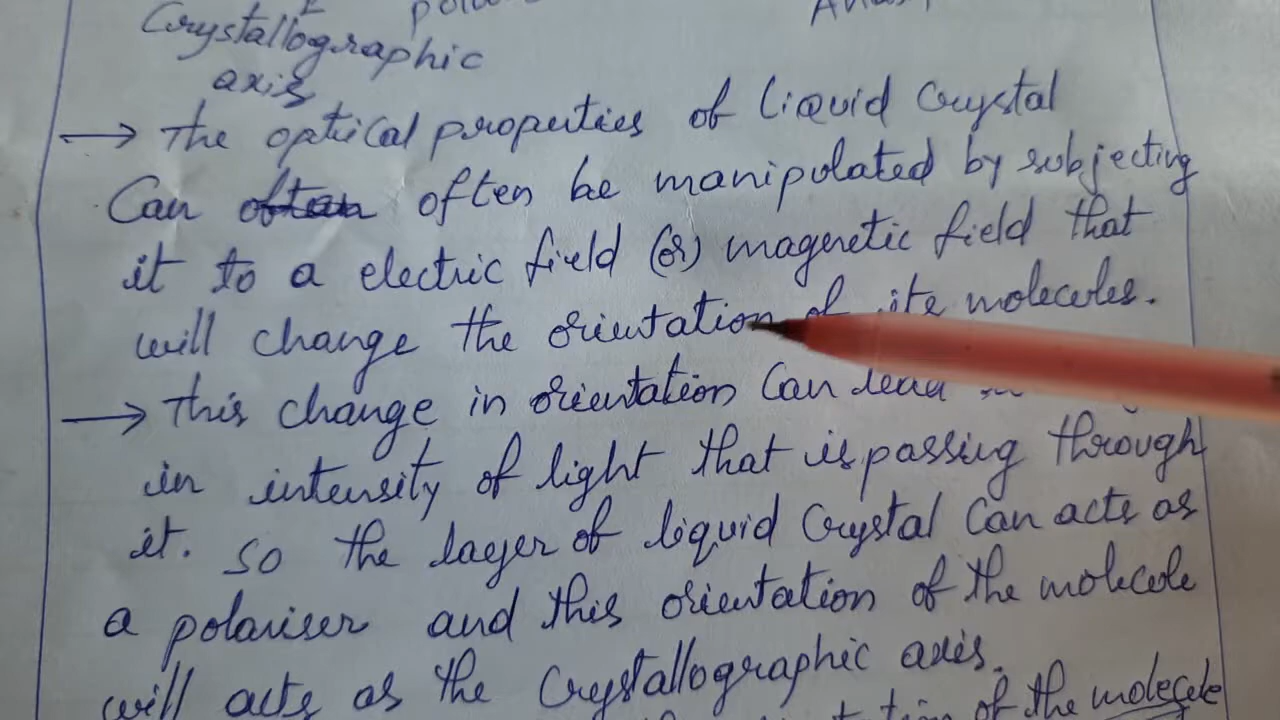 Crystallographic
axis
→ The optical properties of liquid crystal
Can often be manipolated by subjecting
it to a electric field (or) magenetic field that
will change the orientation of its molecules.
→ This change in orientation Can lead
in intensity of light that is passing through
it. So the layer of liquid Crystal Can acts as
a polariser and this orientation of the molecule
will acts as the Crystallographic axis.
of the molecule